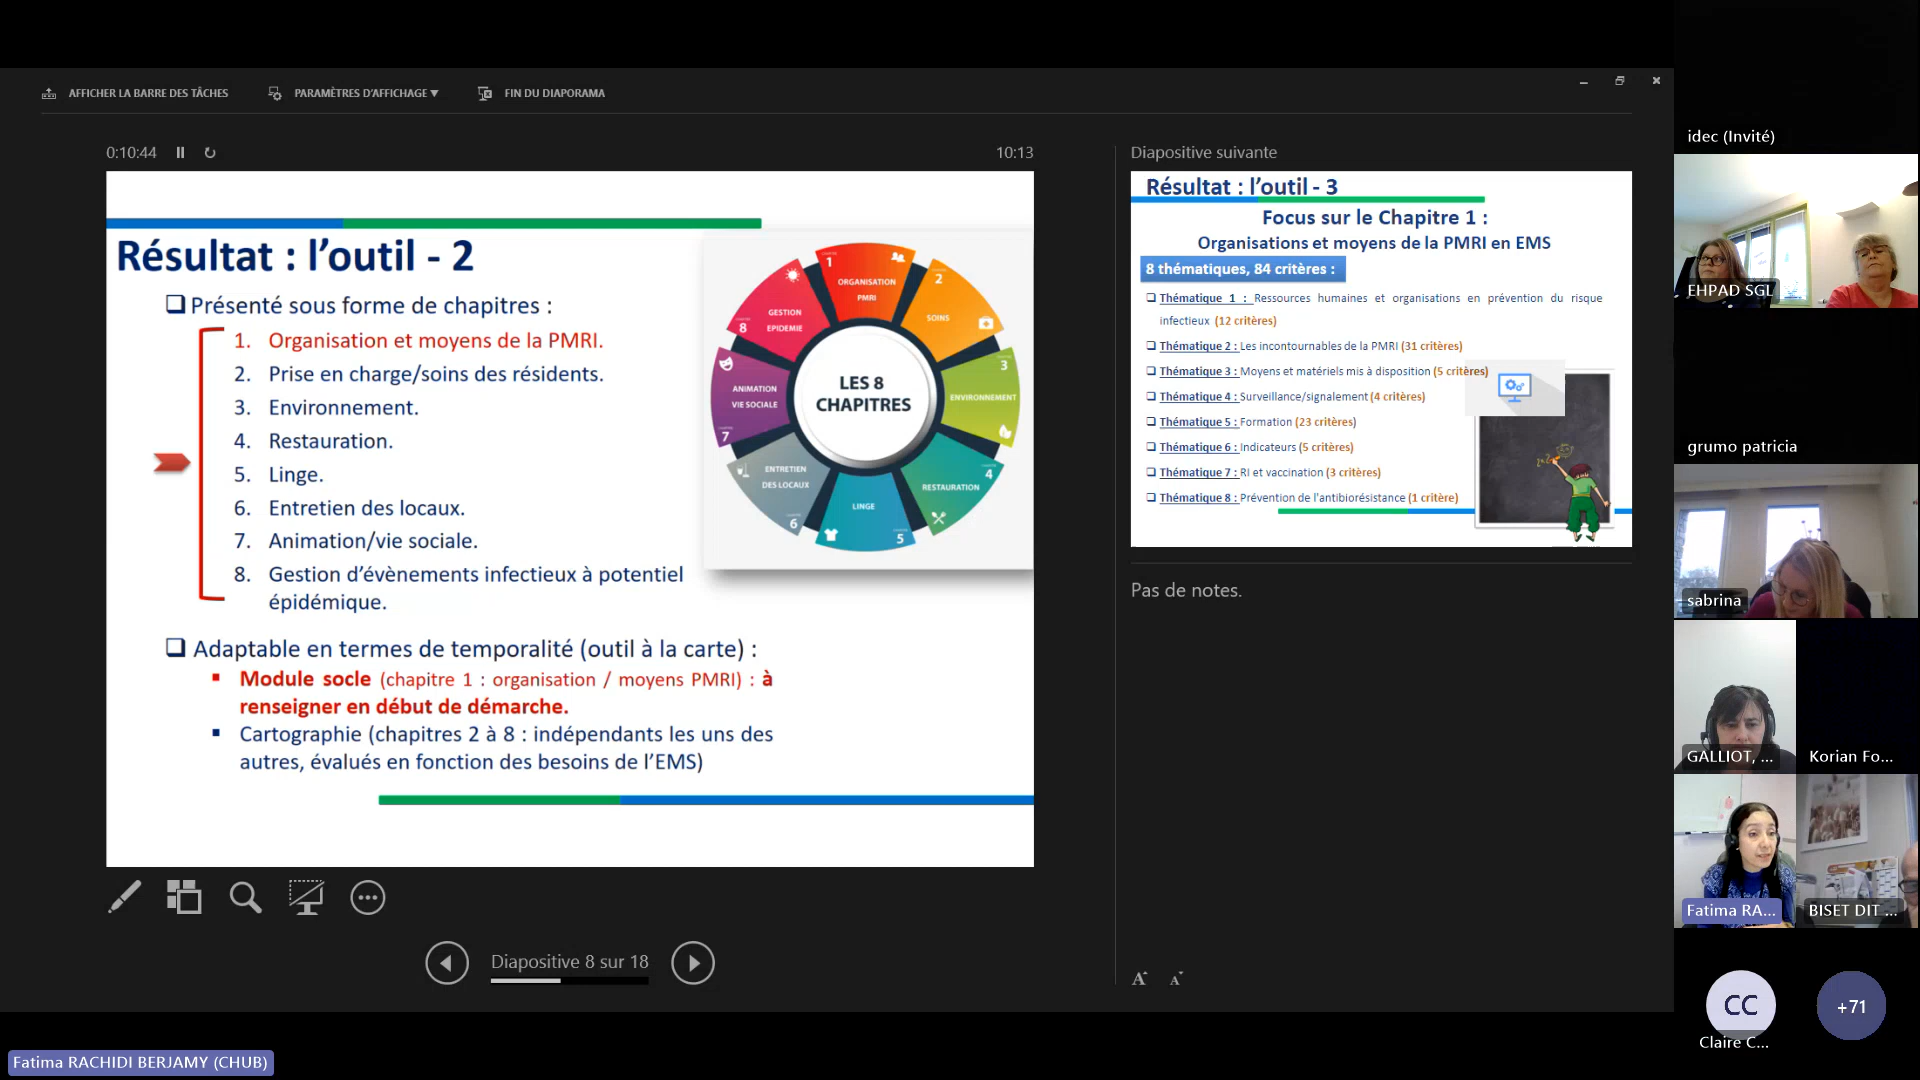 AFFICHER LA BARRE DES TÂCHES
PARAMÈTRES D'AFFICHAGE ▼
FIN DU DIAPORAMA
0:10:44
10:13
Résultat : l’outil - 2
❑ Présenté sous forme de chapitres :
1. Organisation et moyens de la PMRI.
2. Prise en charge/soins des résidents.
3. Environnement.
4. Restauration.
5. Linge.
6. Entretien des locaux.
7. Animation/vie sociale.
8. Gestion d’évènements infectieux à potentiel
épidémique.
❑ Adaptable en termes de temporalité (outil à la carte) :
▪ Module socle (chapitre 1 : organisation / moyens PMRI) : à
renseigner en début de démarche.
▪ Cartographie (chapitres 2 à 8 : indépendants les uns des
autres, évalués en fonction des besoins de l’EMS)
LES 8
CHAPITRES
1
ORGANISATION
PMRI
2
SOINS
3
ENVIRONNEMENT
4
RESTAURATION
5
LINGE
6
ENTRETIEN
DES LOCAUX
7
ANIMATION
VIE SOCIALE
8
GESTION
EPIDEMIE
Diapositive 8 sur 18
Diapositive suivante
Résultat : l’outil - 3
Focus sur le Chapitre 1 :
Organisations et moyens de la PMRI en EMS
8 thématiques, 84 critères :
❑ Thématique 1 : Ressources humaines et organisations en prévention du risque
infectieux (12 critères)
❑ Thématique 2 : Les incontournables de la PMRI (31 critères)
❑ Thématique 3 : Moyens et matériels mis à disposition (5 critères)
❑ Thématique 4 : Surveillance/signalement (4 critères)
❑ Thématique 5 : Formation (23 critères)
❑ Thématique 6 : Indicateurs (5 critères)
❑ Thématique 7 : RI et vaccination (3 critères)
❑ Thématique 8 : Prévention de l'antibiorésistance (1 critère)
Pas de notes.
A A
idec (Invité)
EHPAD SGL
grumo patricia
sabrina
GALLIOT, ...
Korian Fo...
Fatima RA...
BISET DIT ...
CC
+71
Claire C...
Fatima RACHIDI BERJAMY (CHUB)